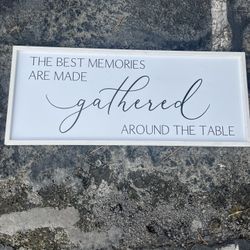 THE BEST MEMORIES
ARE MADE
gathered
AROUND THE TABLE